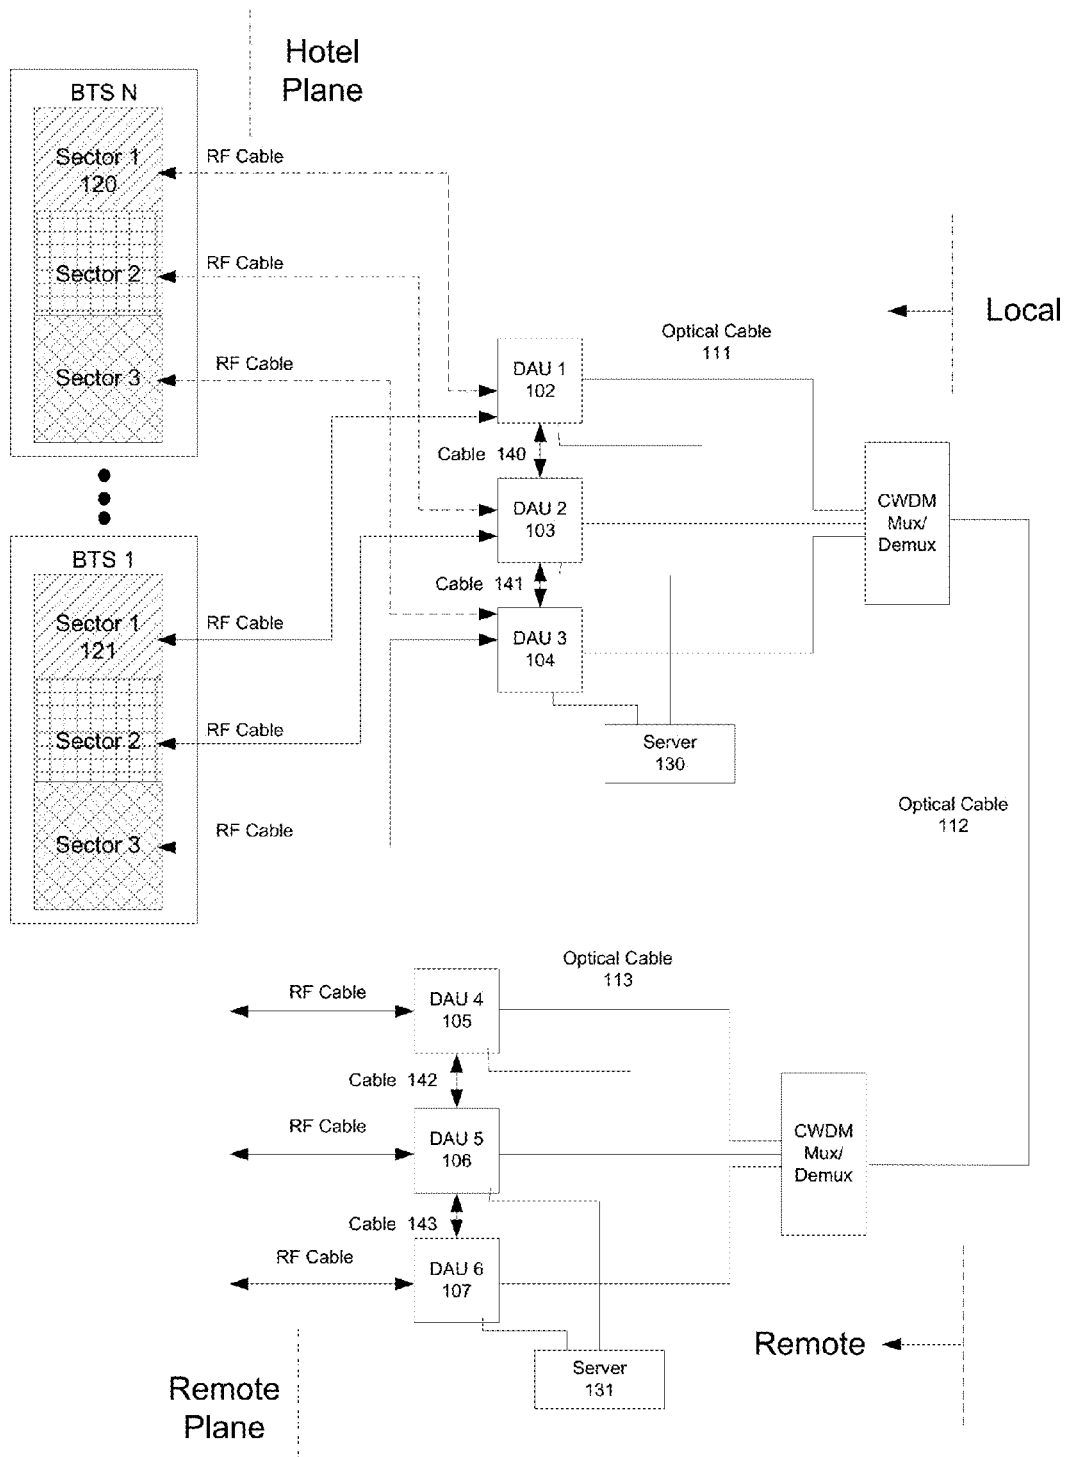 Hotel
Plane
BTS N
Sector 1
120
RF Cable
Sector 2
RF Cable
Sector 3
RF Cable
Local
Optical Cable
111
DAU 1
102
Cable 140
DAU 2
103
CWDM
Mux/
Demux
Cable 141
DAU 3
104
BTS 1
Sector 1
121
RF Cable
Sector 2
RF Cable
Sector 3
RF Cable
Server
130
Optical Cable
112
Optical Cable
113
RF Cable
DAU 4
105
Cable 142
RF Cable
DAU 5
106
CWDM
Mux/
Demux
Cable 143
RF Cable
DAU 6
107
Remote
Server
131
Remote
Plane